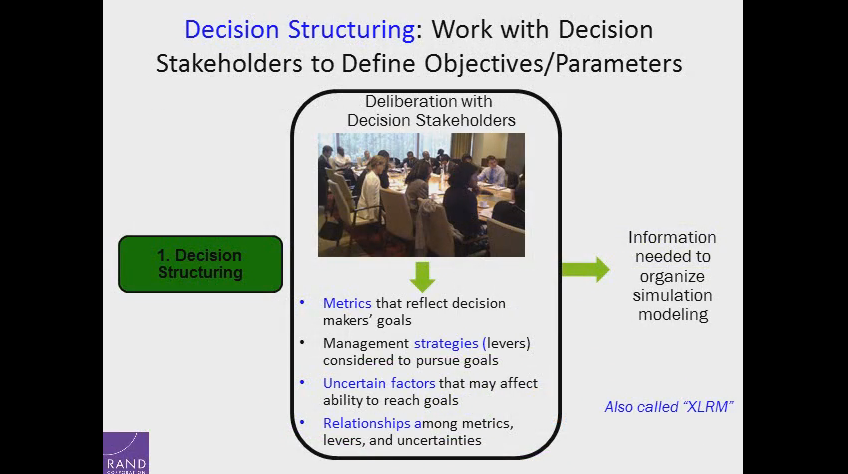 Decision Structuring: Work with Decision
Stakeholders to Define Objectives/Parameters
Deliberation with
Decision Stakeholders
1. Decision
Structuring
• Metrics that reflect decision
makers' goals
• Management strategies (levers)
considered to pursue goals
• Uncertain factors that may affect
ability to reach goals
• Relationships among metrics,
levers, and uncertainties
Information
needed to
organize
simulation
modeling
Also called "XLRM"
RAND
CORPORATION